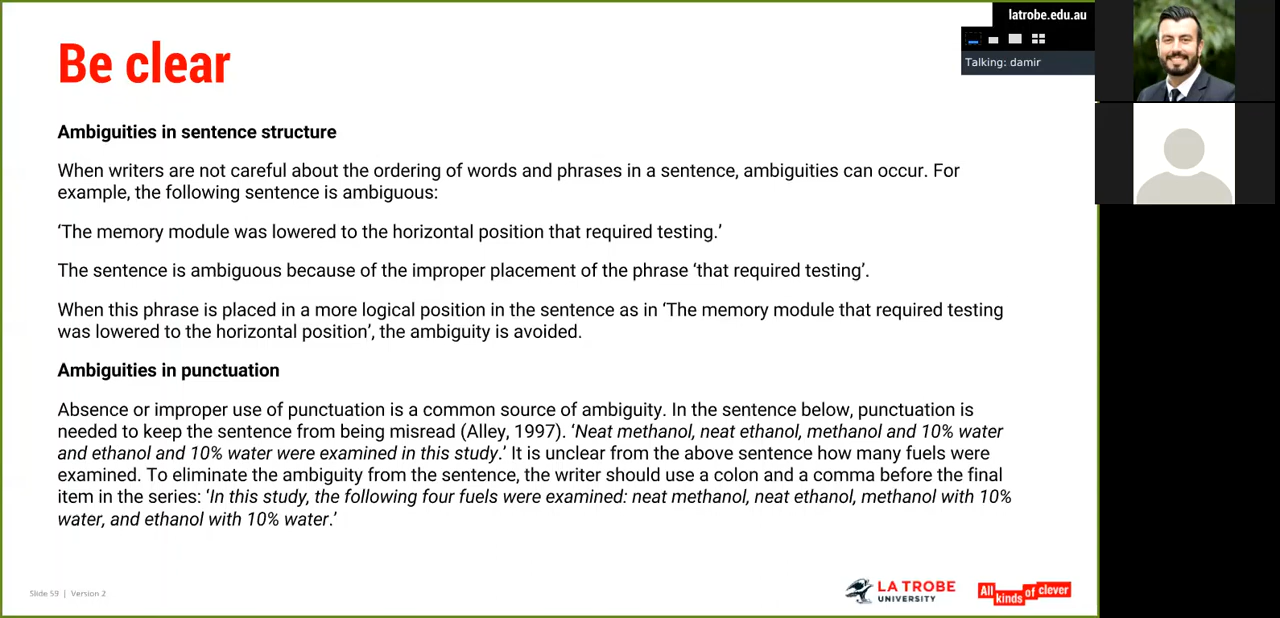 latrobe.edu.au
Talking: damir
Be clear
Ambiguities in sentence structure
When writers are not careful about the ordering of words and phrases in a sentence, ambiguities can occur. For
example, the following sentence is ambiguous:
‘The memory module was lowered to the horizontal position that required testing.’
The sentence is ambiguous because of the improper placement of the phrase ‘that required testing’.
When this phrase is placed in a more logical position in the sentence as in ‘The memory module that required testing
was lowered to the horizontal position’, the ambiguity is avoided.
Ambiguities in punctuation
Absence or improper use of punctuation is a common source of ambiguity. In the sentence below, punctuation is
needed to keep the sentence from being misread (Alley, 1997). ‘Neat methanol, neat ethanol, methanol and 10% water
and ethanol and 10% water were examined in this study.’ It is unclear from the above sentence how many fuels were
examined. To eliminate the ambiguity from the sentence, the writer should use a colon and a comma before the final
item in the series: ‘In this study, the following four fuels were examined: neat methanol, neat ethanol, methanol with 10%
water, and ethanol with 10% water.’
Slide 59 | Version 2
LA TROBE
UNIVERSITY
All kinds of clever